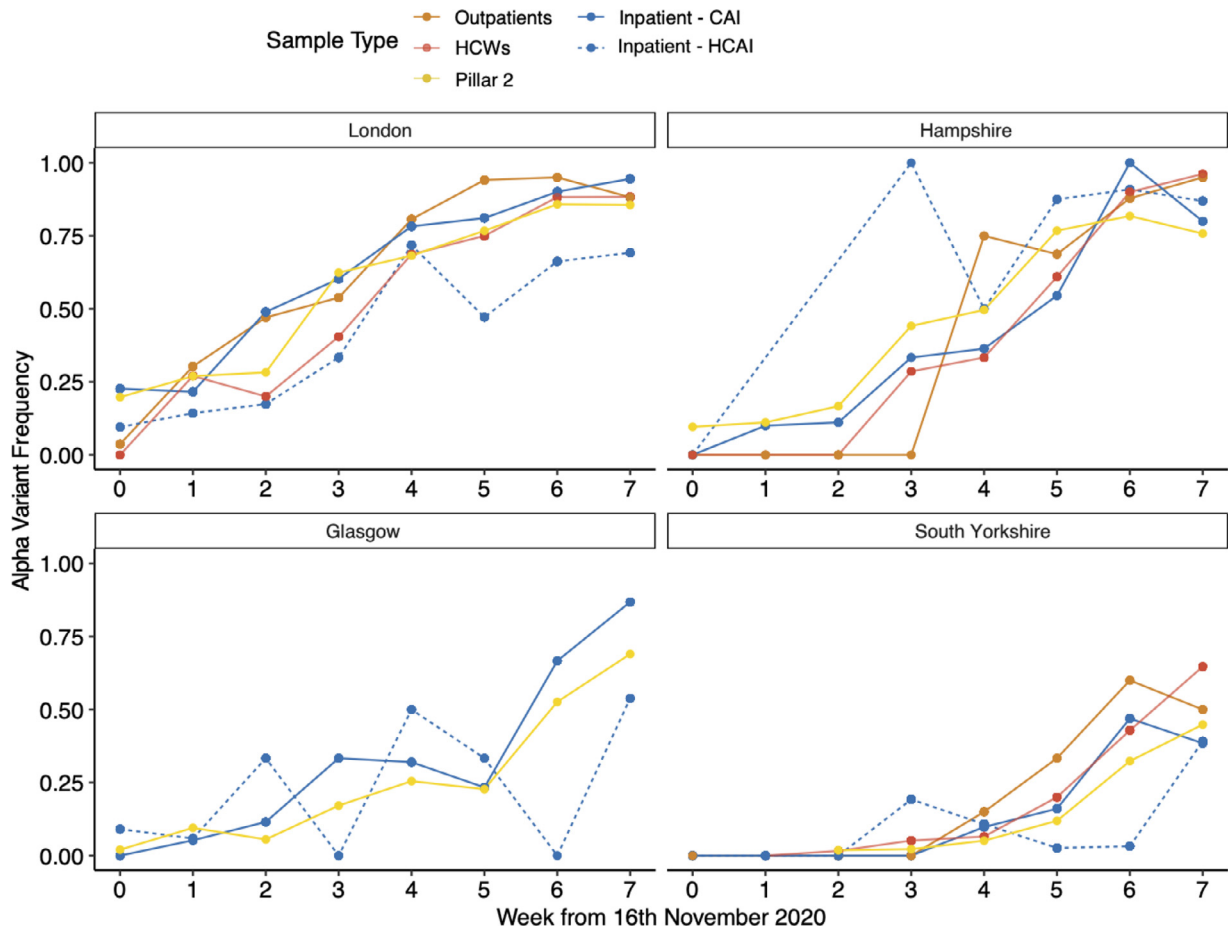 Sample Type
Outpatients
HCWs
Pillar 2
Inpatient - CAI
Inpatient - HCAI
London
Hampshire
1.00
0.75
0.50
0.25
0.00
0 1 2 3 4 5 6 7
0 1 2 3 4 5 6 7
Alpha Variant Frequency
Glasgow
South Yorkshire
1.00
0.75
0.50
0.25
0.00
0 1 2 3 4 5 6 7
0 1 2 3 4 5 6 7
Week from 16th November 2020